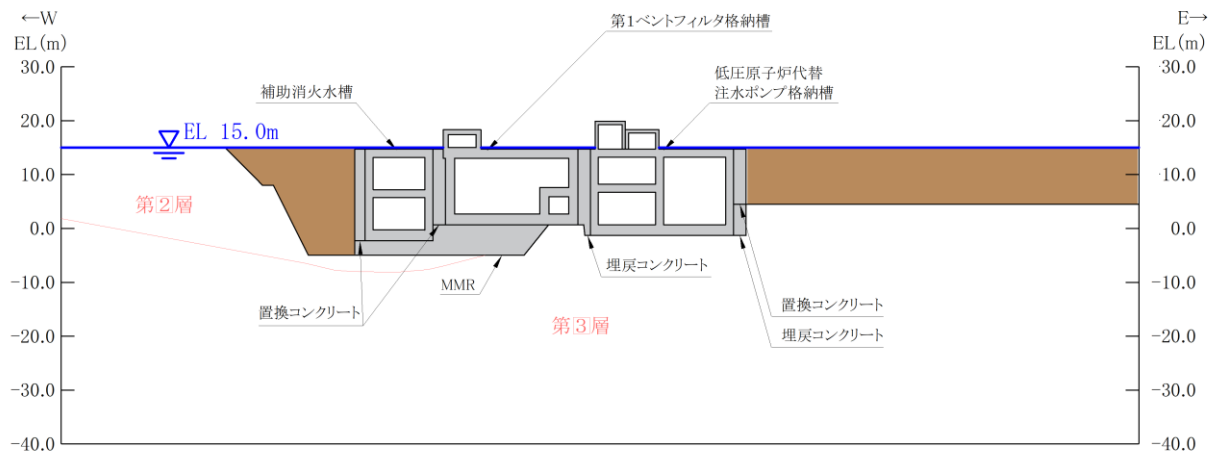 ←W
EL(m)
E→
EL(m)
第1ベントフィルタ格納槽
低圧原子炉代替
注水ポンプ格納槽
補助消火水槽
EL 15.0m
30.0
20.0
10.0
0.0
-10.0
-20.0
-30.0
-40.0
第②層
第③層
MMR
埋戻コンクリート
置換コンクリート
置換コンクリート
埋戻コンクリート
30.0
20.0
10.0
0.0
-10.0
-20.0
-30.0
-40.0